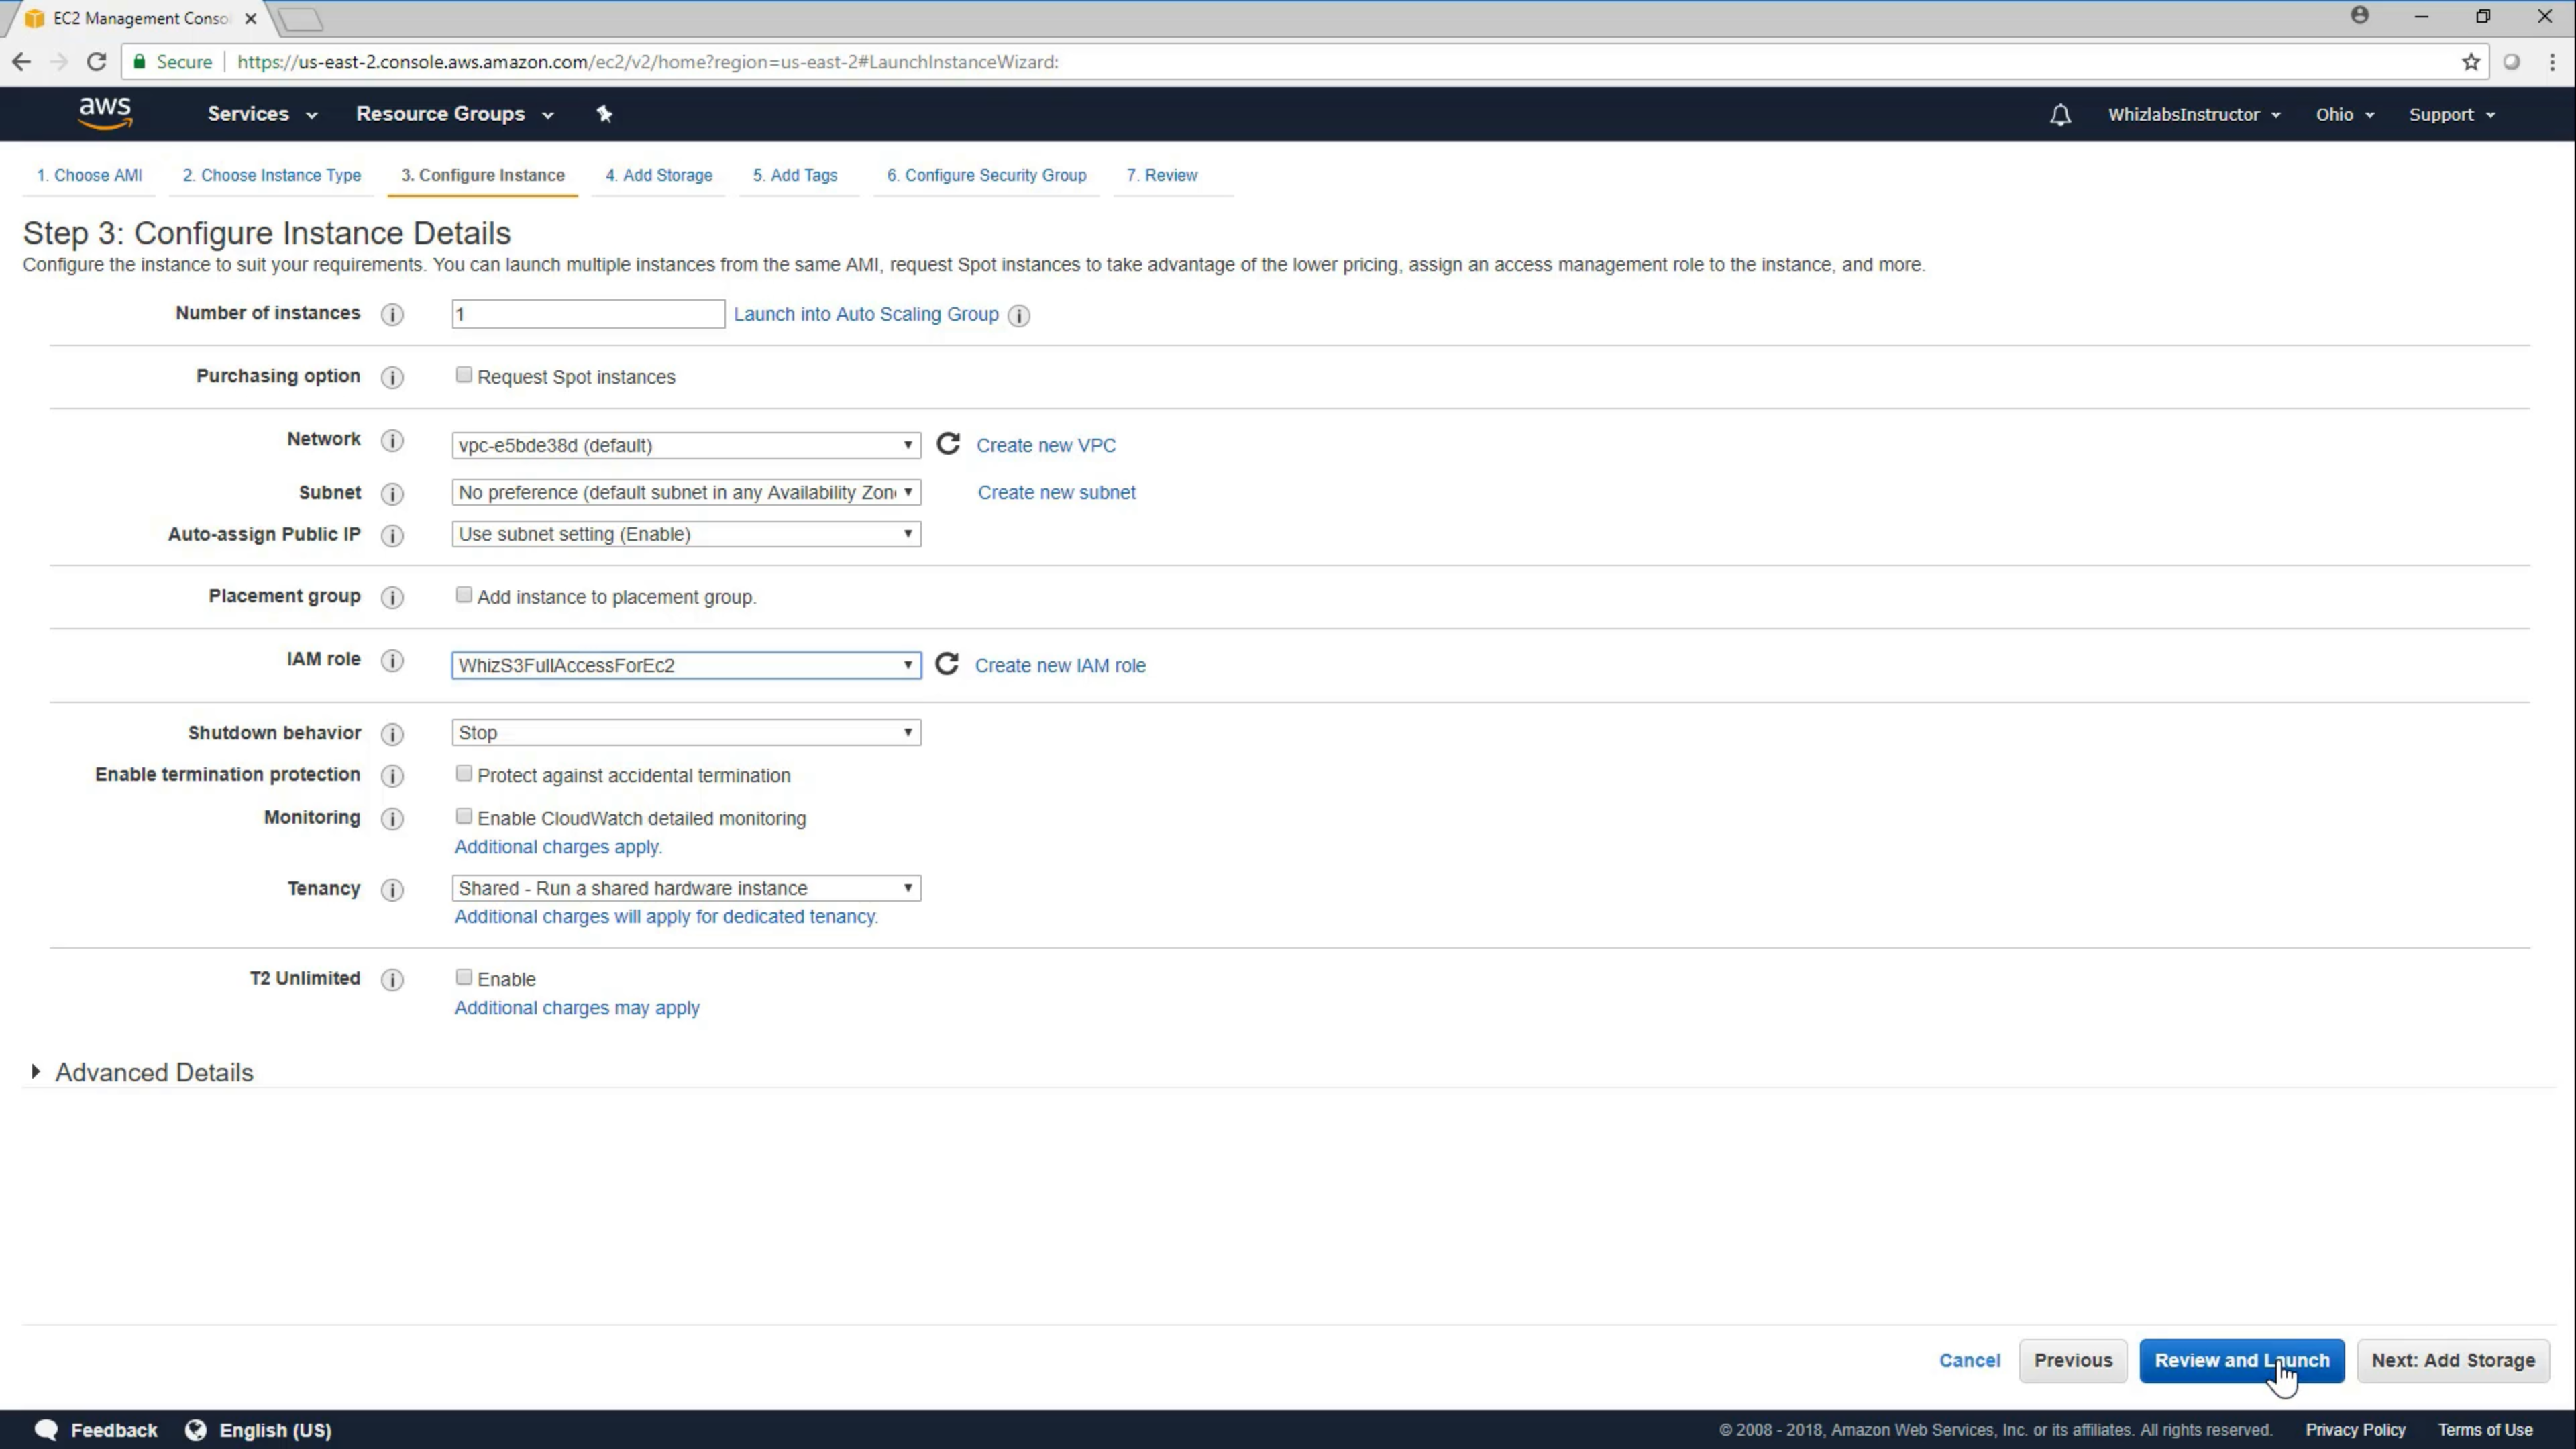 EC2 Management Conso
Secure
https://us-east-2.console.aws.amazon.com/ec2/v2/home?region=us-east-2#LaunchInstanceWizard:
aws
Services
Resource Groups
WhizlabsInstructor
Ohio
Support
1. Choose AMI
2. Choose Instance Type
3. Configure Instance
4. Add Storage
5. Add Tags
6. Configure Security Group
7. Review
Step 3: Configure Instance Details
Configure the instance to suit your requirements. You can launch multiple instances from the same AMI, request Spot instances to take advantage of the lower pricing, assign an access management role to the instance, and more.
Number of instances
1
Launch into Auto Scaling Group
Purchasing option
Request Spot instances
Network
vpc-e5bde38d (default)
Create new VPC
Subnet
No preference (default subnet in any Availability Zon
Create new subnet
Auto-assign Public IP
Use subnet setting (Enable)
Placement group
Add instance to placement group.
IAM role
WhizS3FullAccessForEc2
Create new IAM role
Shutdown behavior
Stop
Enable termination protection
Protect against accidental termination
Monitoring
Enable CloudWatch detailed monitoring
Additional charges apply.
Tenancy
Shared - Run a shared hardware instance
Additional charges will apply for dedicated tenancy.
T2 Unlimited
Enable
Additional charges may apply
Advanced Details
Cancel
Previous
Review and Launch
Next: Add Storage
Feedback
English (US)
© 2008 - 2018, Amazon Web Services, Inc. or its affiliates. All rights reserved.
Privacy Policy
Terms of Use